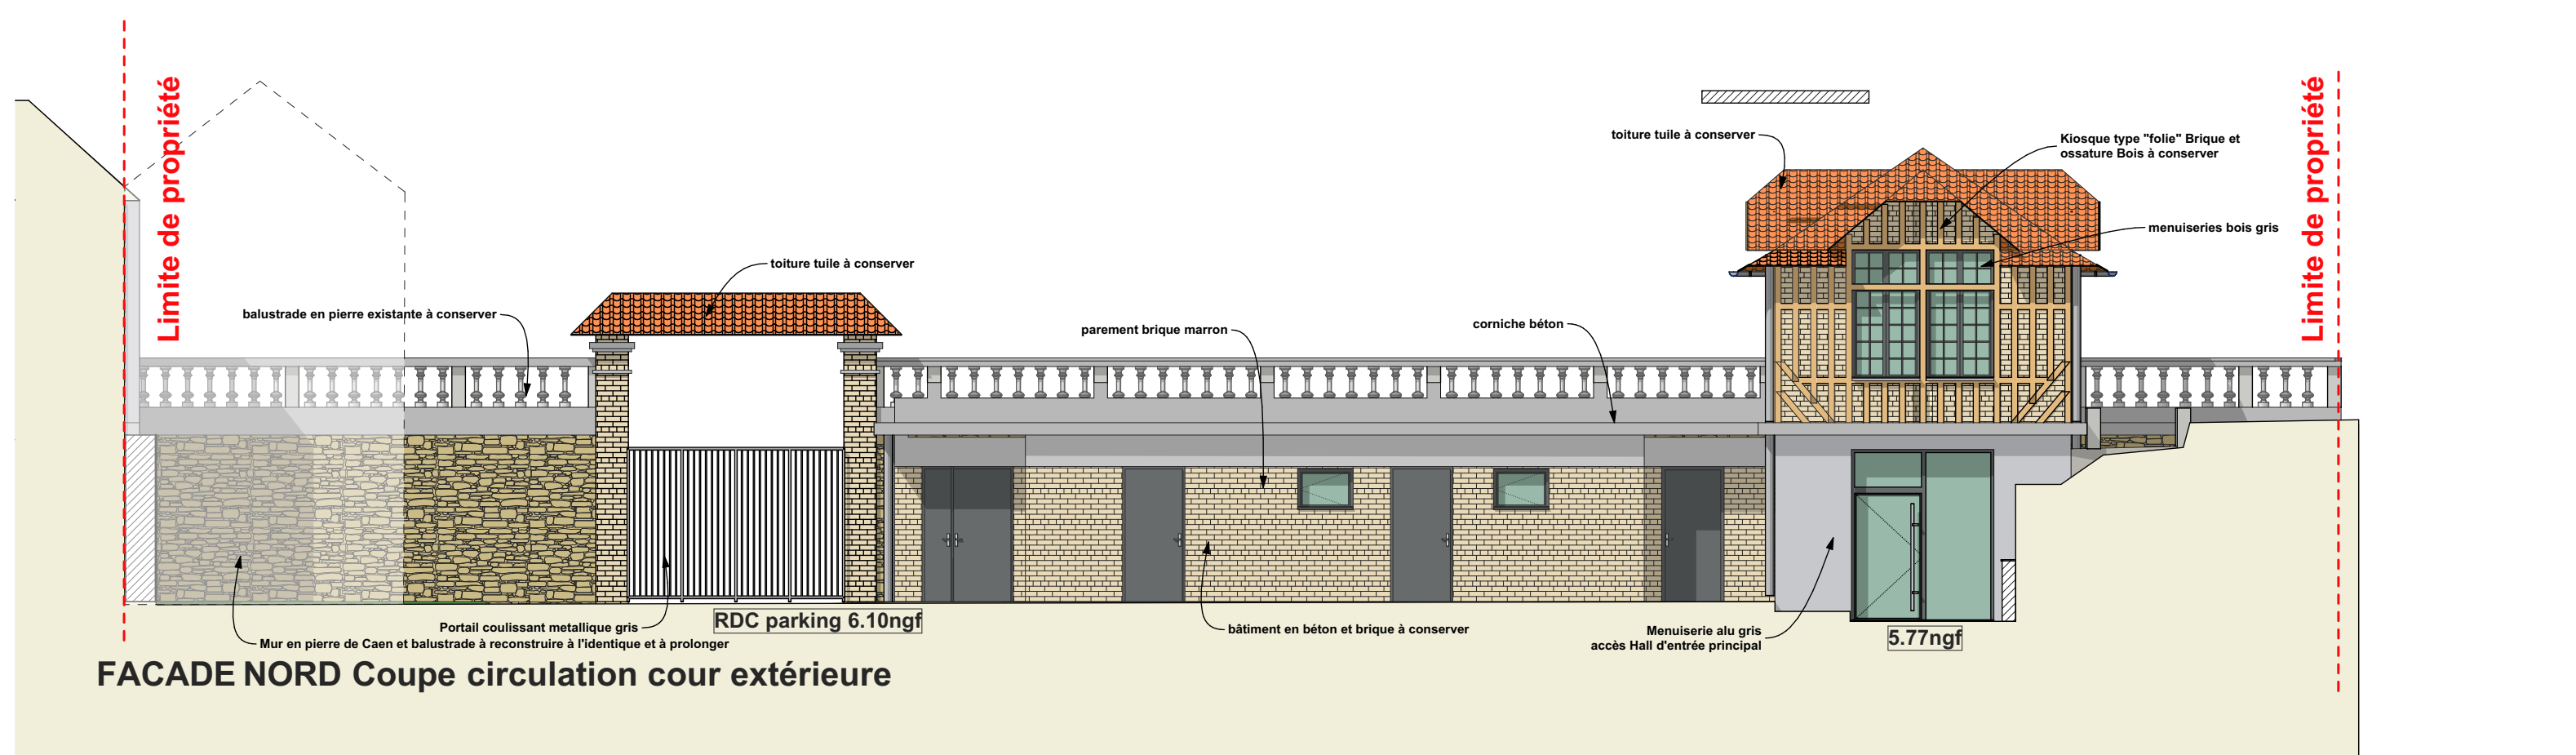 Limite de propriété
toiture tuile à conserver
Kiosque type "folie" Brique et
ossature Bois à conserver
Limite de propriété
menuiseries bois gris
toiture tuile à conserver
balustrade en pierre existante à conserver
parement brique marron
corniche béton
RDC parking 6.10ngf
Portail coulissant metallique gris
Mur en pierre de Caen et balustrade à reconstruire à l'identique et à prolonger
bâtiment en béton et brique à conserver
Menuiserie alu gris
accès Hall d'entrée principal
5.77ngf
FACADE NORD Coupe circulation cour extérieure